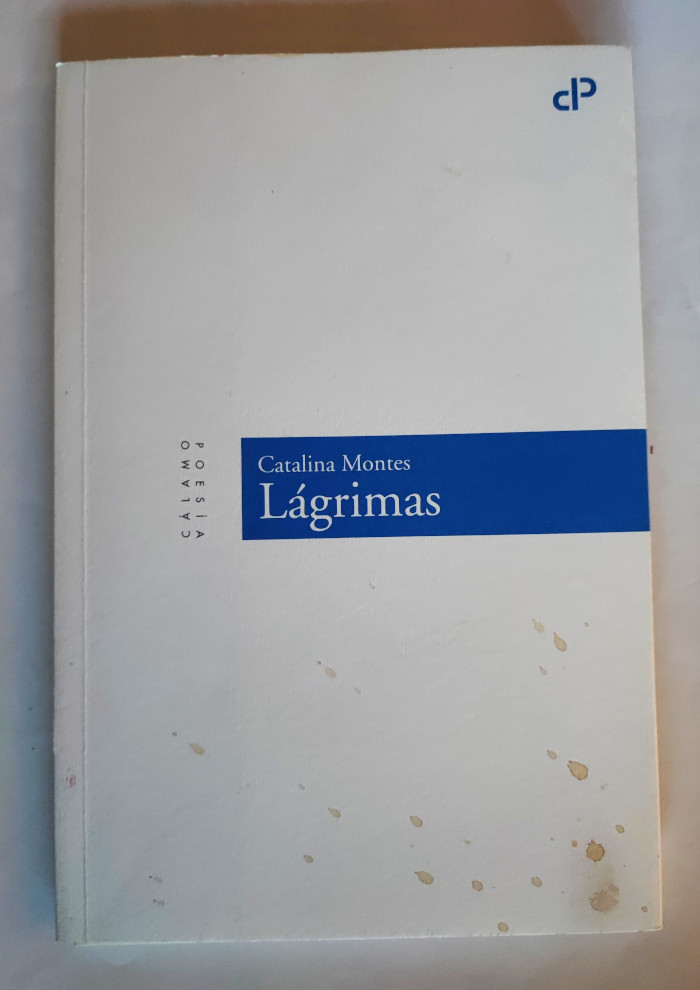 cP
CÁLAMO
POESÍA
Catalina Montes
Lágrimas